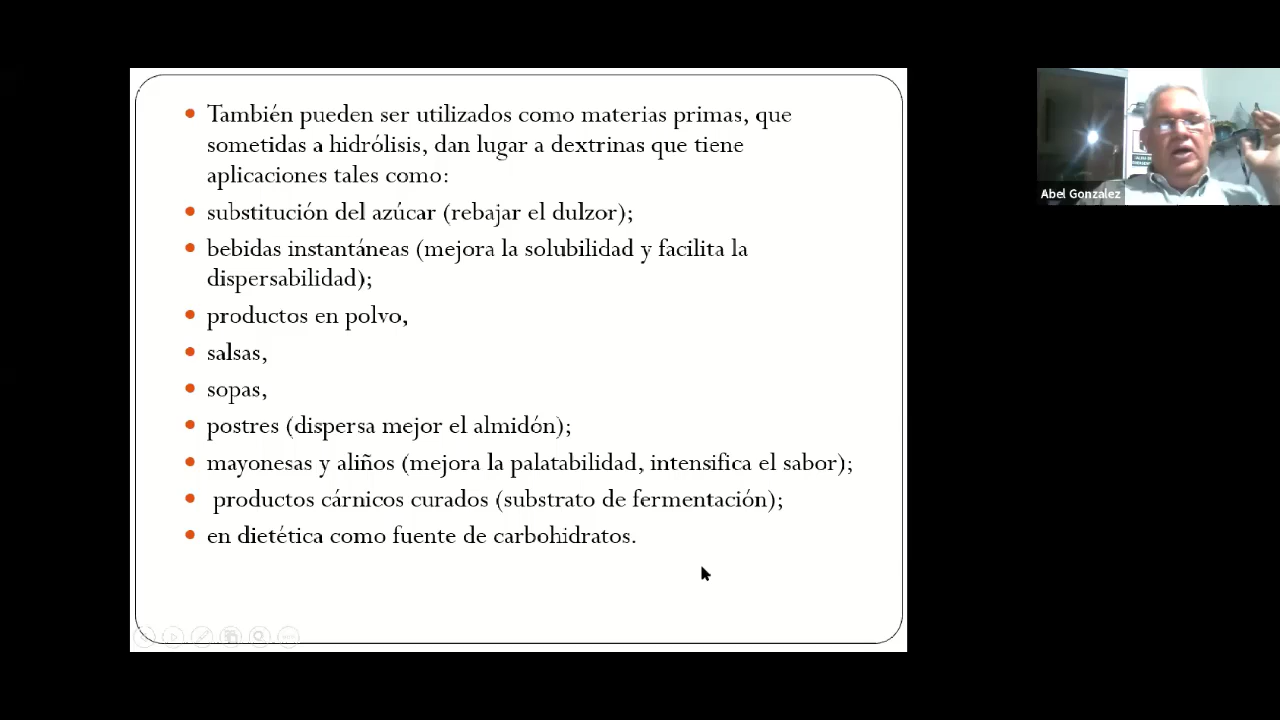 También pueden ser utilizados como materias primas, que
sometidas a hidrólisis, dan lugar a dextrinas que tiene
aplicaciones tales como:
substitución del azúcar (rebajar el dulzor);
bebidas instantáneas (mejora la solubilidad y facilita la
dispersabilidad);
productos en polvo,
salsas,
sopas,
postres (dispersa mejor el almidón);
mayonesas y aliños (mejora la palatabilidad, intensifica el sabor);
productos cárnicos curados (substrato de fermentación);
en dietética como fuente de carbohidratos.
Abel Gonzalez